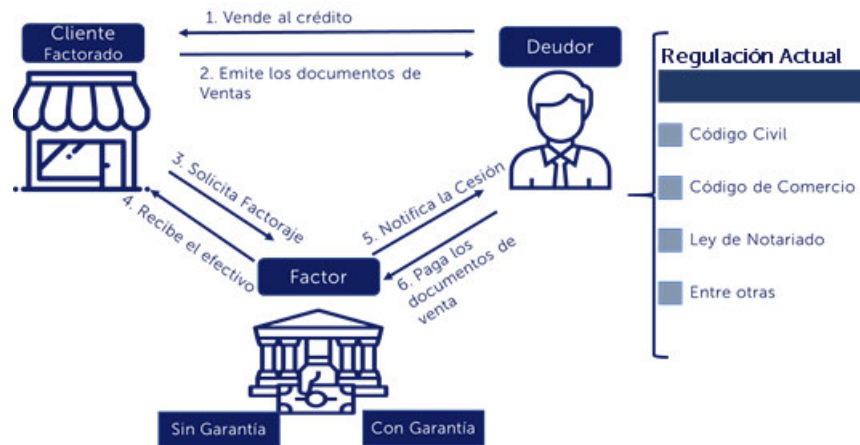 1. Vende al crédito
Cliente
Factorado
Deudor
2. Emite los documentos de
Ventas
Regulación Actual
Código Civil
Código de Comercio
Ley de Notariado
Entre otras
3. Solicita Factoraje
4. Recibe el efectivo
5. Notifica la Cesión
6. Paga los
documentos de
venta
Factor
Sin Garantía
Con Garantía